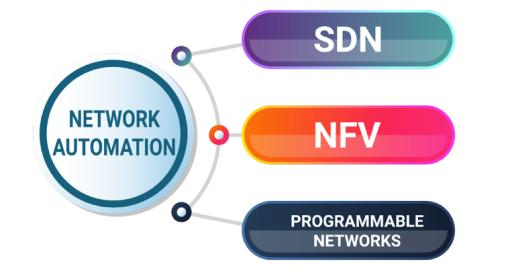 NETWORK
AUTOMATION
SDN
NFV
PROGRAMMABLE
NETWORKS